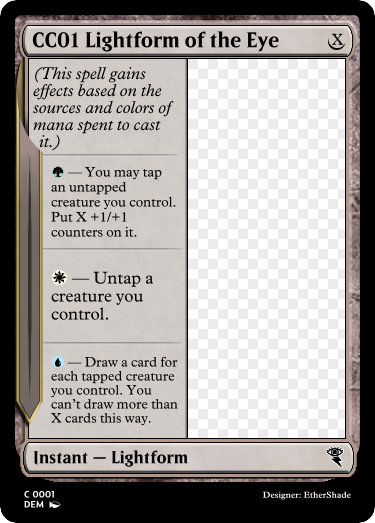 CC01 Lightform of the Eye X
(This spell gains
effects based on the
sources and colors of
mana spent to cast
it.)
— You may tap
an untapped
creature you control.
Put X +1/+1
counters on it.
— Untap a
creature you
control.
— Draw a card for
each tapped creature
you control. You
can't draw more than
X cards this way.
Instant — Lightform
C 0001
DEM
Designer: EtherShade